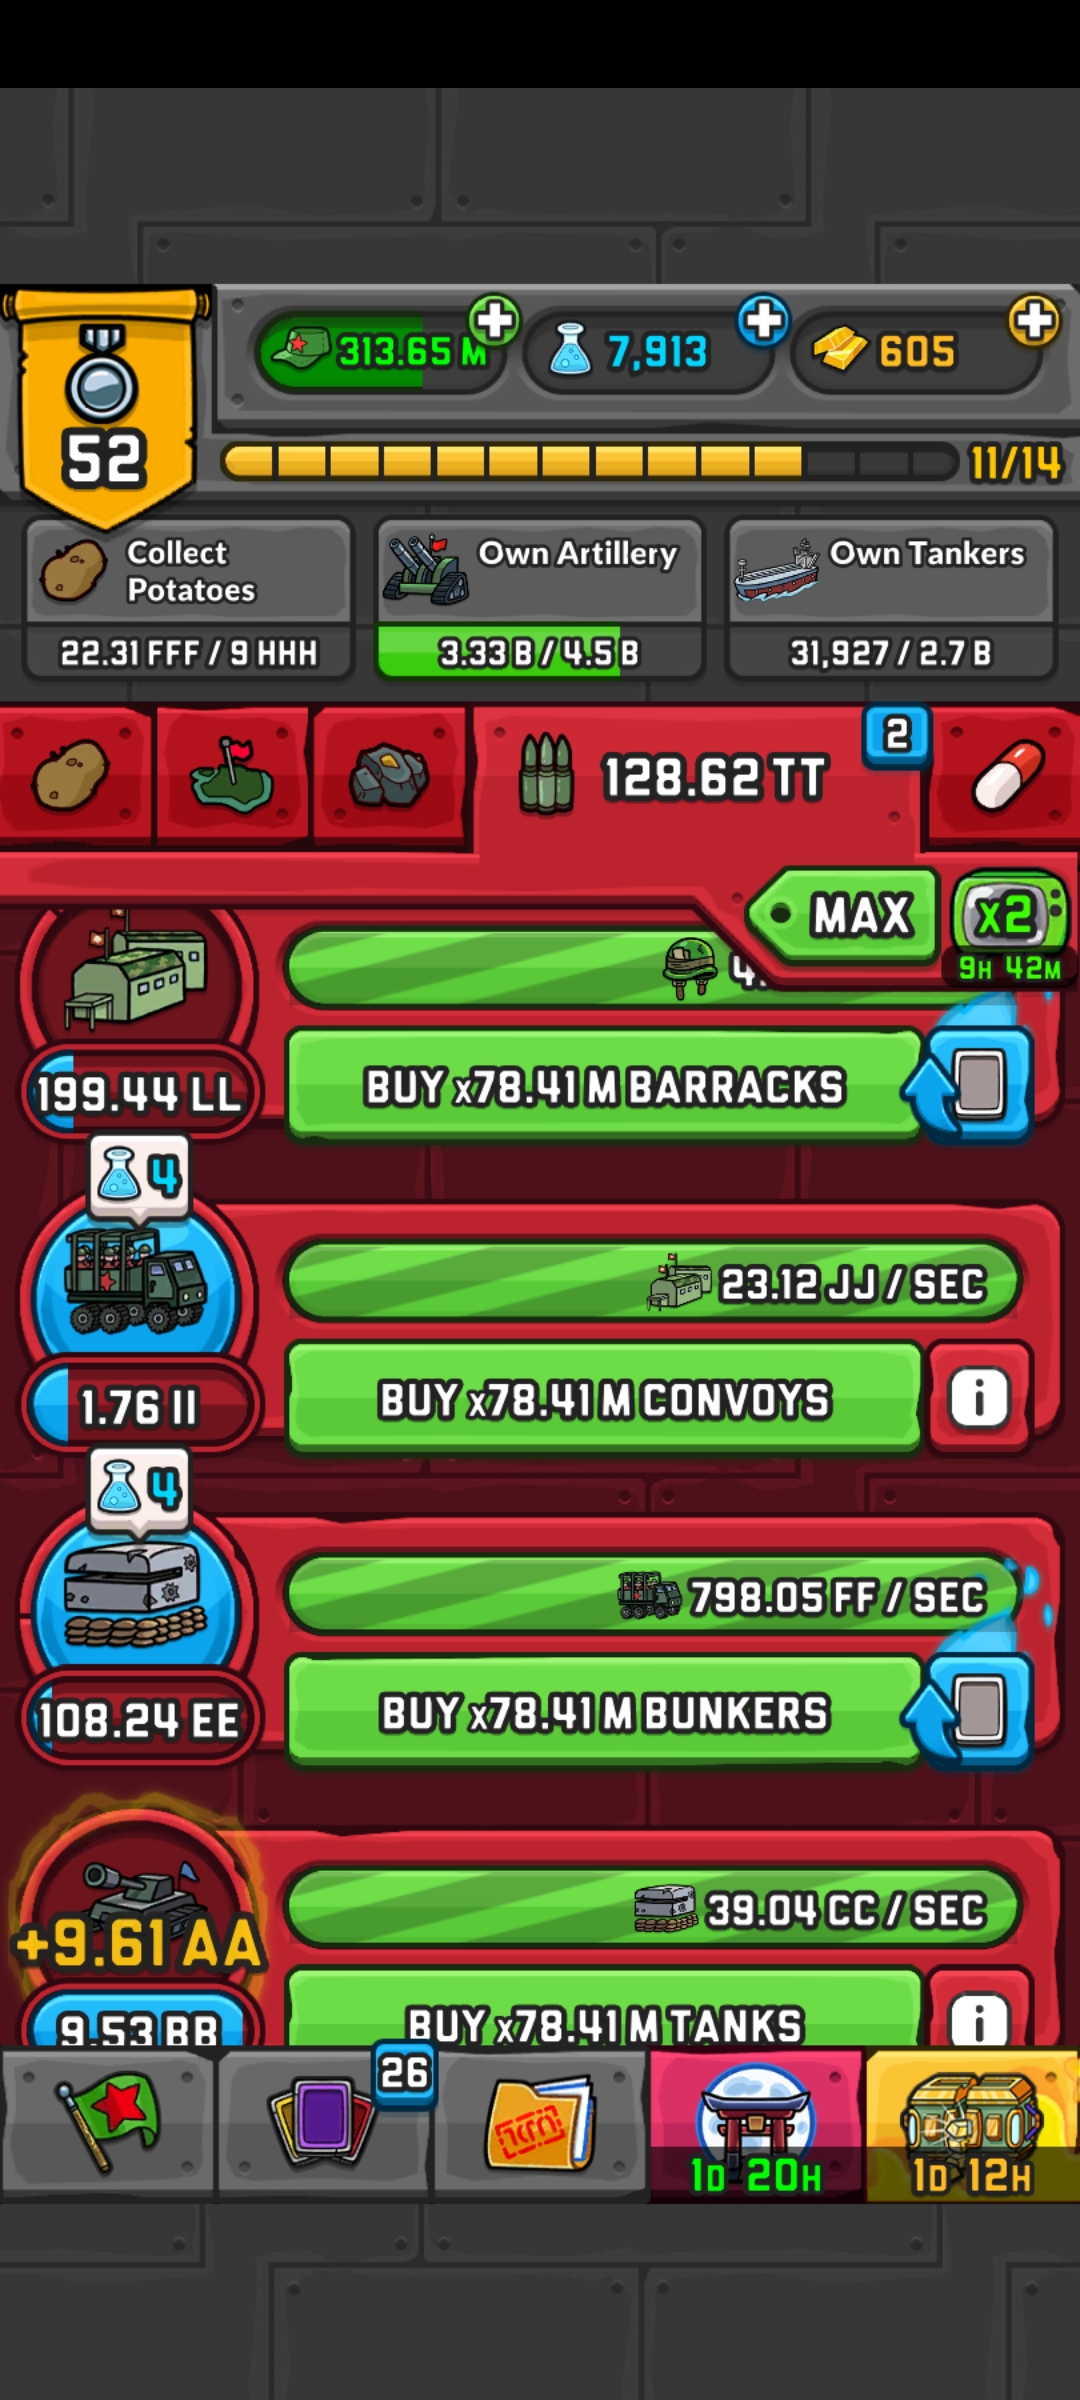 313.65 M
7,913
605
52
11/14
Collect
Potatoes
22.31 FFF / 9 HHH
Own Artillery
3.33 B / 4.5 B
Own Tankers
31,927 / 2.7 B
128.62 TT
2
MAX
x2
9H 42M
199.44 LL
BUY x78.41 M BARRACKS
4
23.12 JJ / SEC
1.76 II
BUY x78.41 M CONVOYS
4
798.05 FF / SEC
108.24 EE
BUY x78.41 M BUNKERS
+9.61 AA
39.04 CC / SEC
9.53 BB
BUY x78.41 M TANKS
26
1D 20H
1D 12H